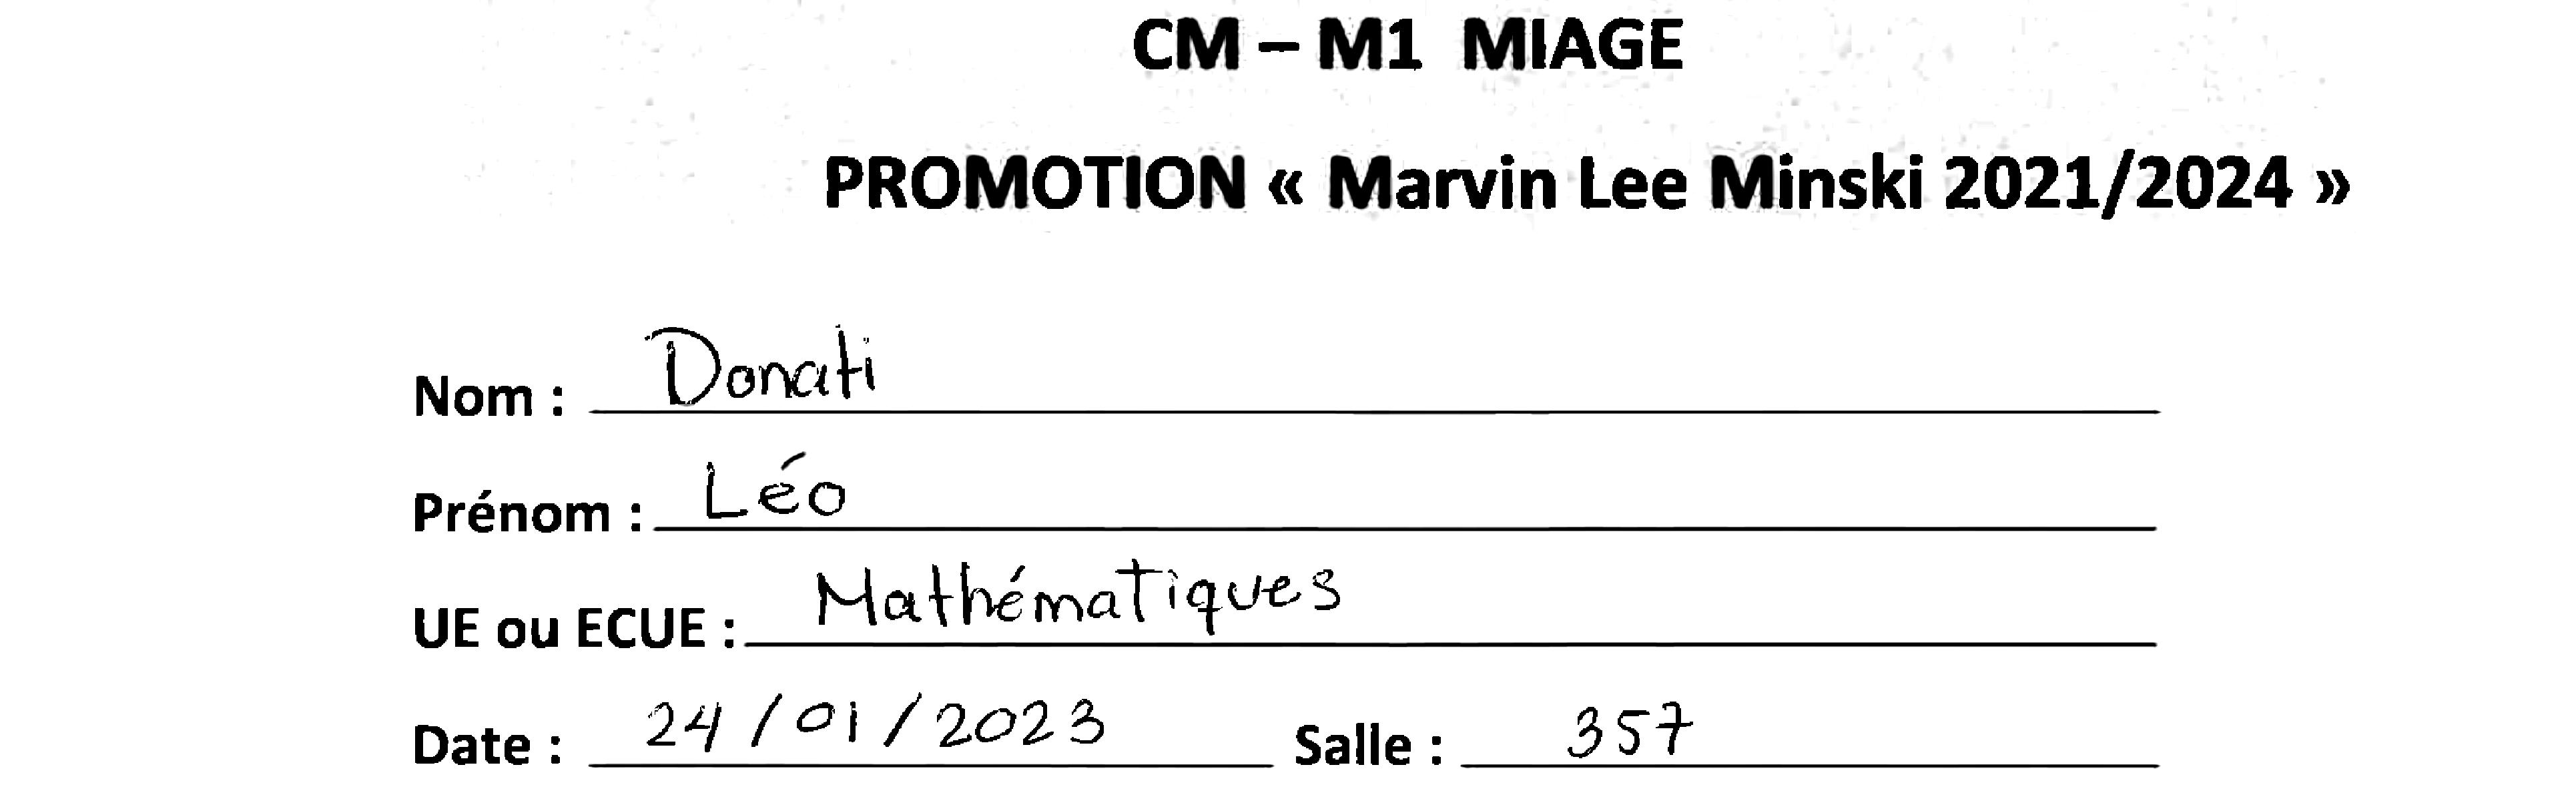 CM – M1 MIAGE
PROMOTION « Marvin Lee Minski 2021/2024 »
Nom : Donati
Prénom : Léo
UE ou ECUE : Mathématiques
Date : 24/01/2023 Salle : 357